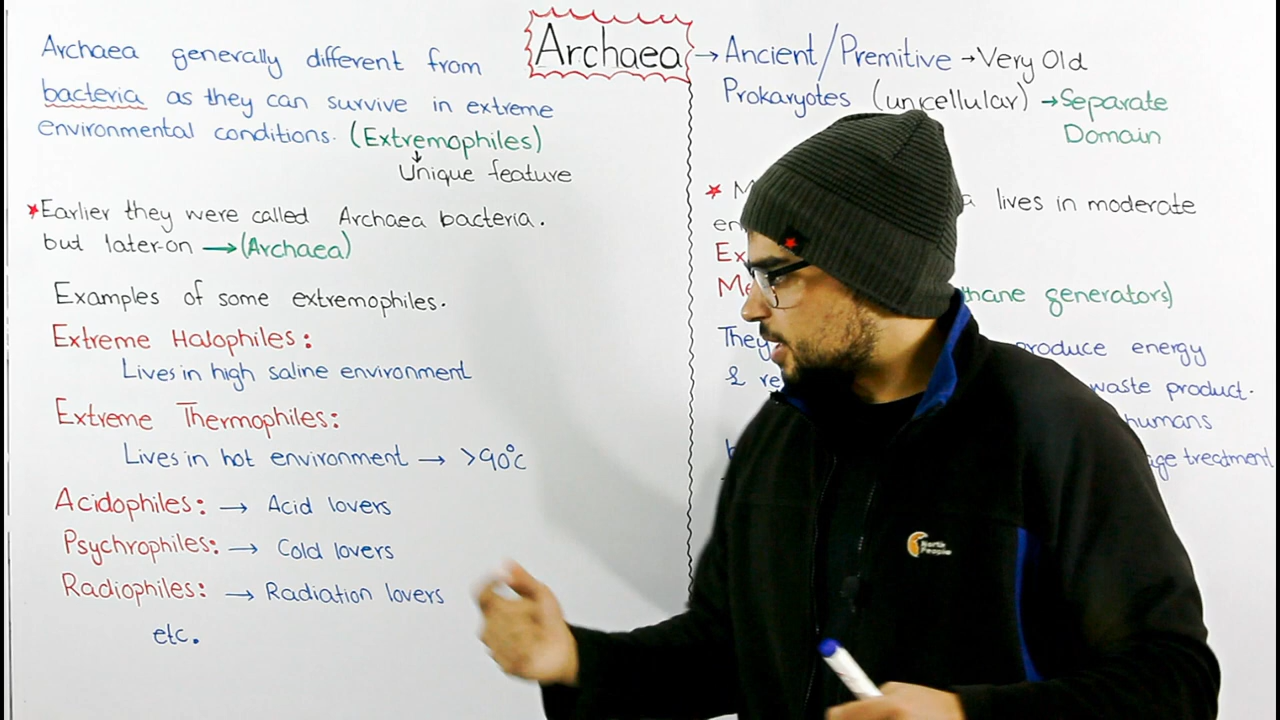 Archaea
Archaea generally different from
bacteria as they can survive in extreme
environmental conditions. (Extremophiles)
Unique feature
*Earlier they were called Archaea bacteria.
but later-on → (Archaea)
Examples of some extremophiles.
Extreme Halophiles:
Lives in high saline environment
Extreme Thermophiles:
Lives in hot environment → >90°c
Acidophiles: → Acid lovers
Psychrophiles: → Cold lovers
Radiophiles: → Radiation lovers
etc.
→ Ancient/Premitive → Very Old
Prokaryotes (unicellular) → Separate
Domain
* lives in moderate
generators)
They produce energy
& waste product.
humans
treatment
North
People